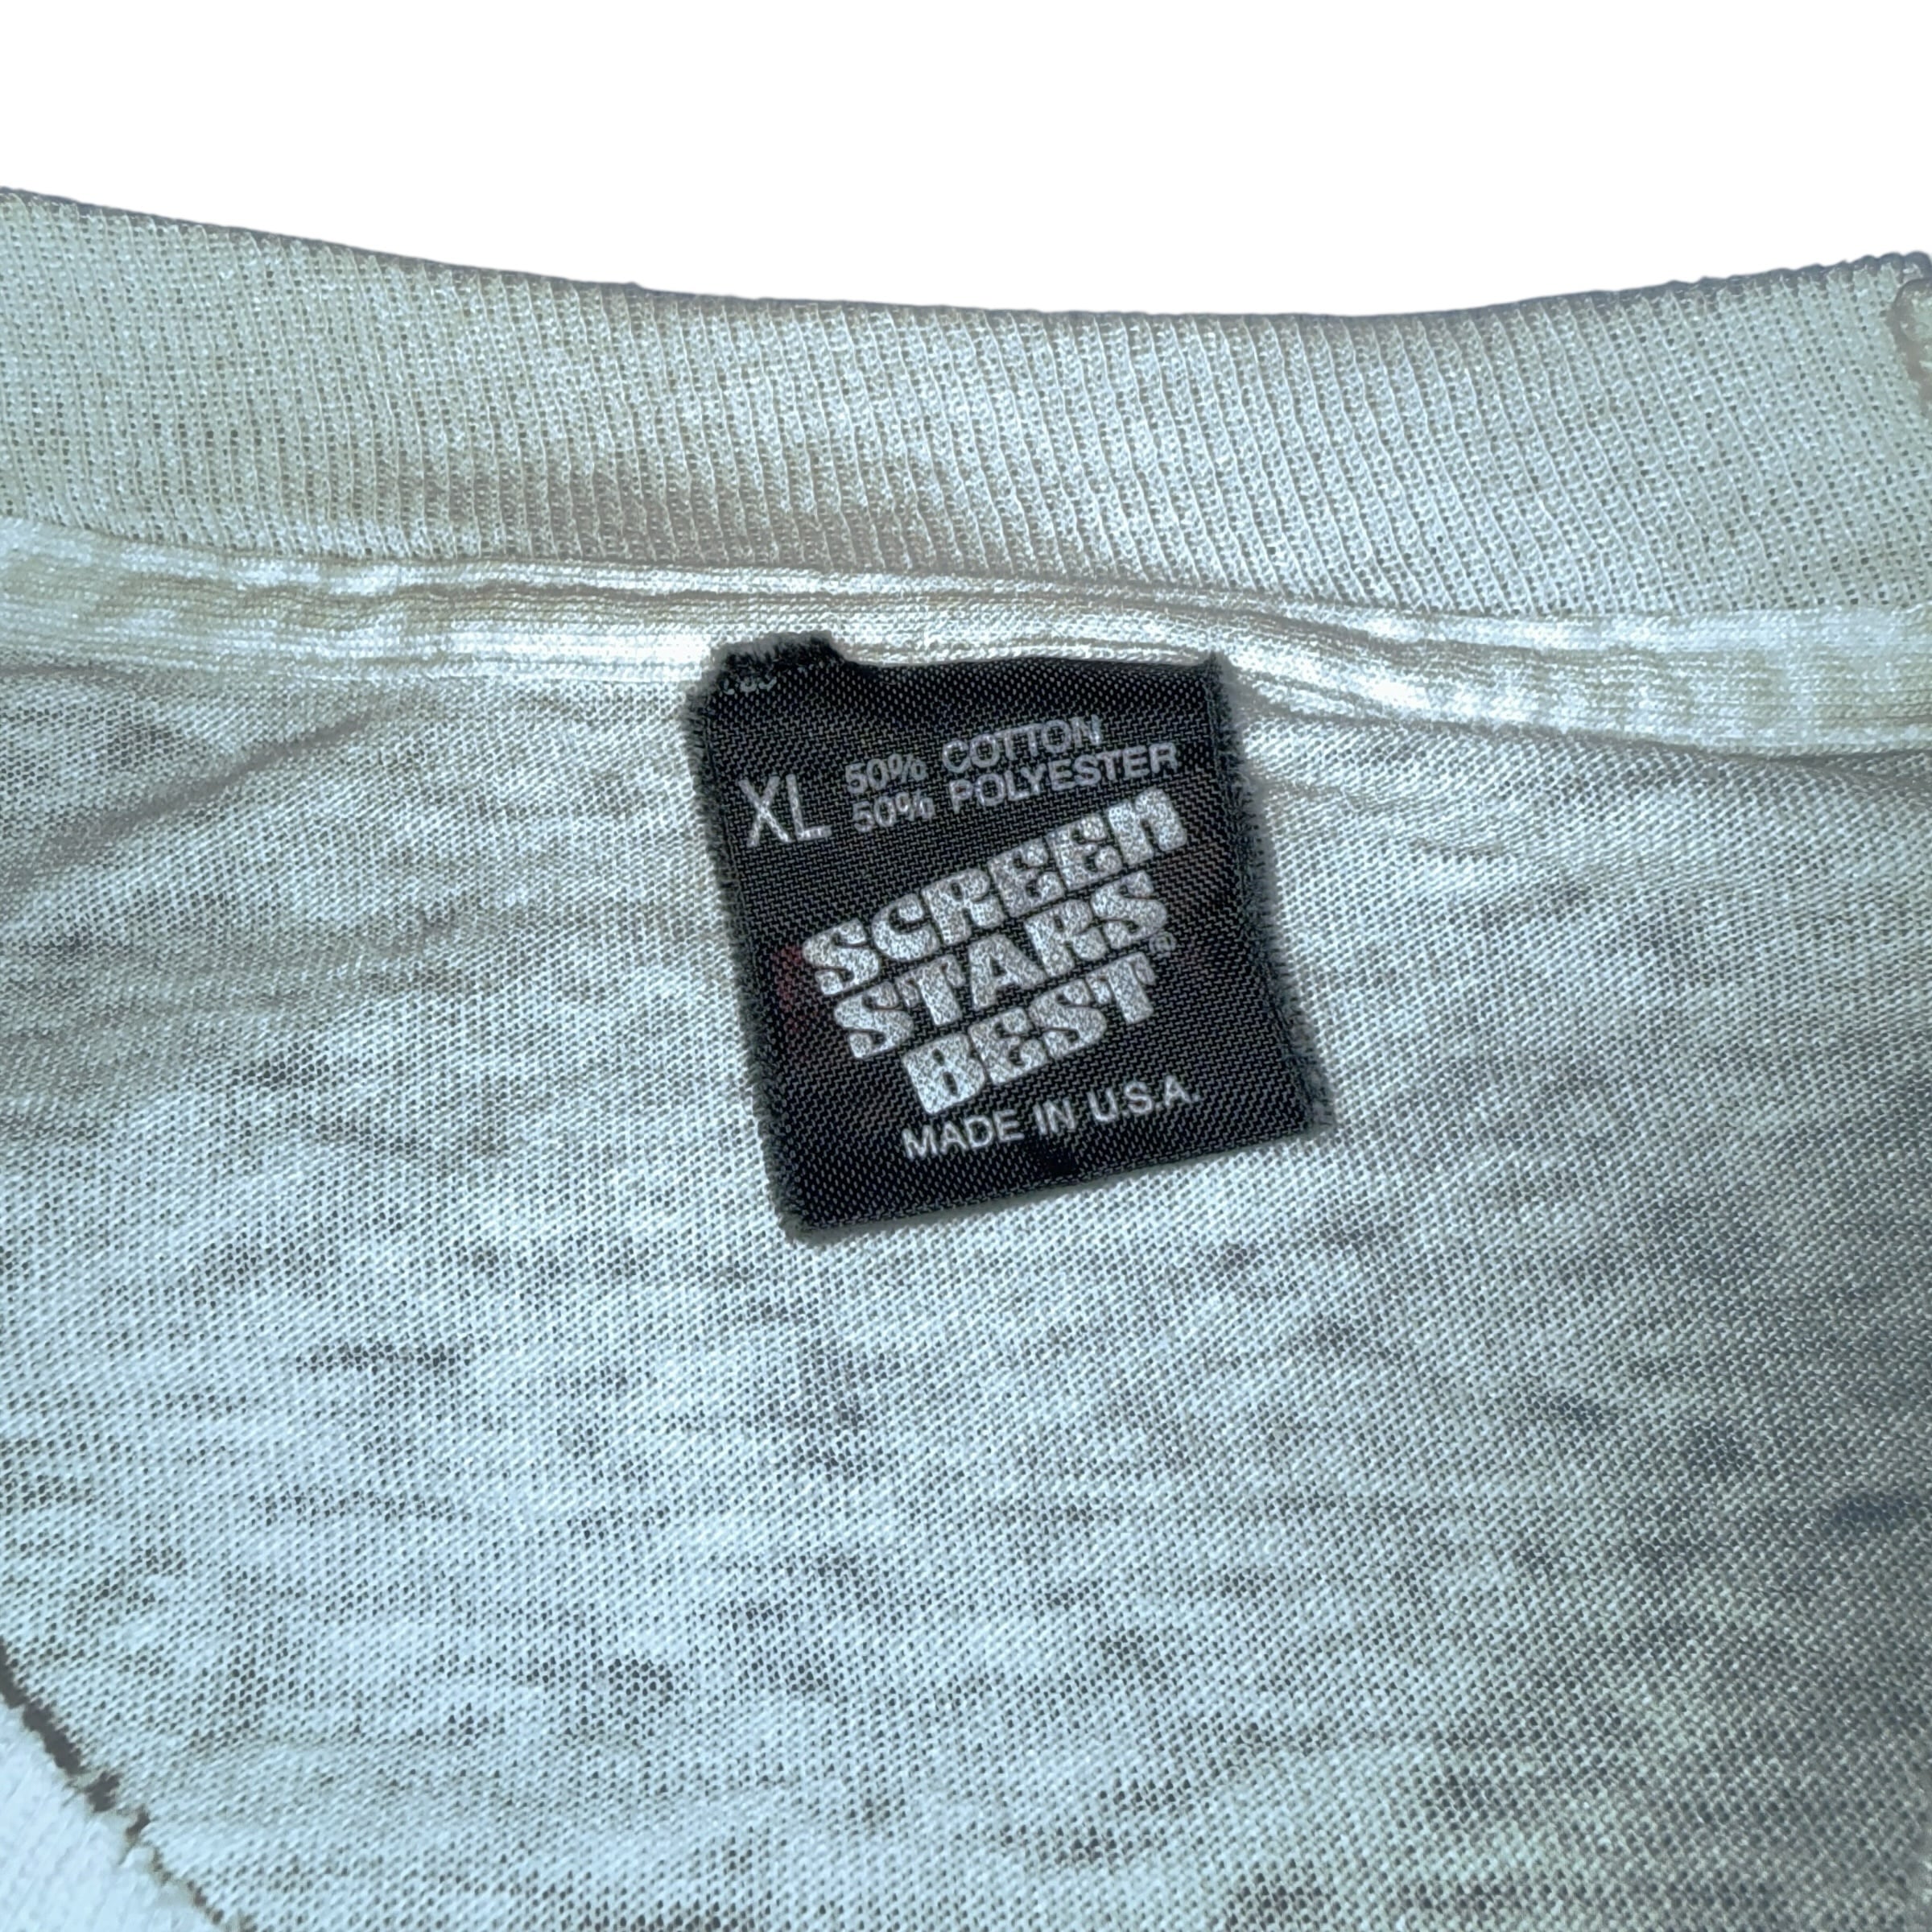 XL 50% COTTON
50% POLYESTER
SCREEN
STARS®
BEST
MADE IN U.S.A.